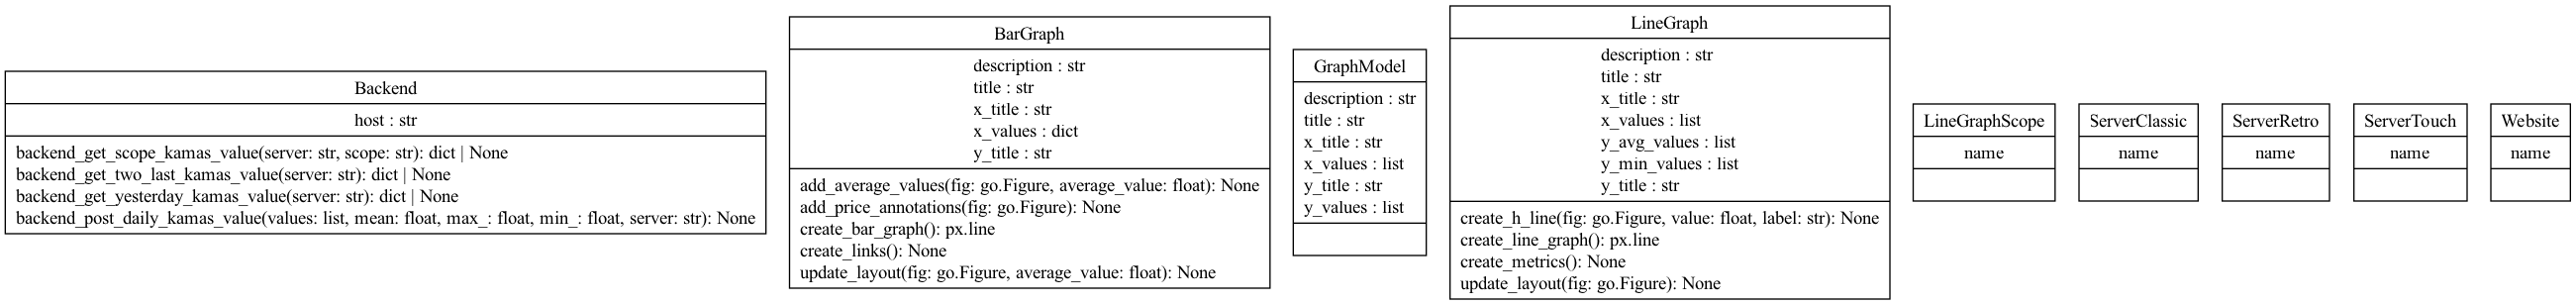 Backend
host : str
backend_get_scope_kamas_value(server: str, scope: str): dict | None
backend_get_two_last_kamas_value(server: str): dict | None
backend_get_yesterday_kamas_value(server: str): dict | None
backend_post_daily_kamas_value(values: list, mean: float, max_: float, min_: float, server: str): None
BarGraph
description : str
title : str
x_title : str
x_values : dict
y_title : str
add_average_values(fig: go.Figure, average_value: float): None
add_price_annotations(fig: go.Figure): None
create_bar_graph(): px.line
create_links(): None
update_layout(fig: go.Figure, average_value: float): None
GraphModel
description : str
title : str
x_title : str
x_values : list
y_title : str
y_values : list
LineGraph
description : str
title : str
x_title : str
x_values : list
y_avg_values : list
y_min_values : list
y_title : str
create_h_line(fig: go.Figure, value: float, label: str): None
create_line_graph(): px.line
create_metrics(): None
update_layout(fig: go.Figure): None
LineGraphScope
name
ServerClassic
name
ServerRetro
name
ServerTouch
name
Website
name